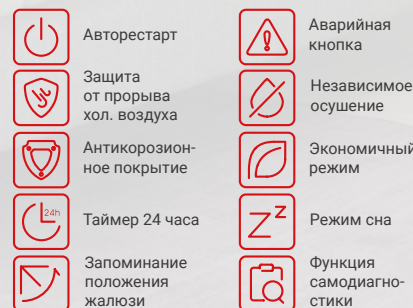 Авторестарт
Аварийная
кнопка
Защита
от прорыва
хол. воздуха
Независимое
осушение
Антикорозион-
ное покрытие
Экономичный
режим
24h
Таймер 24 часа
Z Z
Режим сна
Запоминание
положения
жалюзи
Функция
самодиагно-
стики